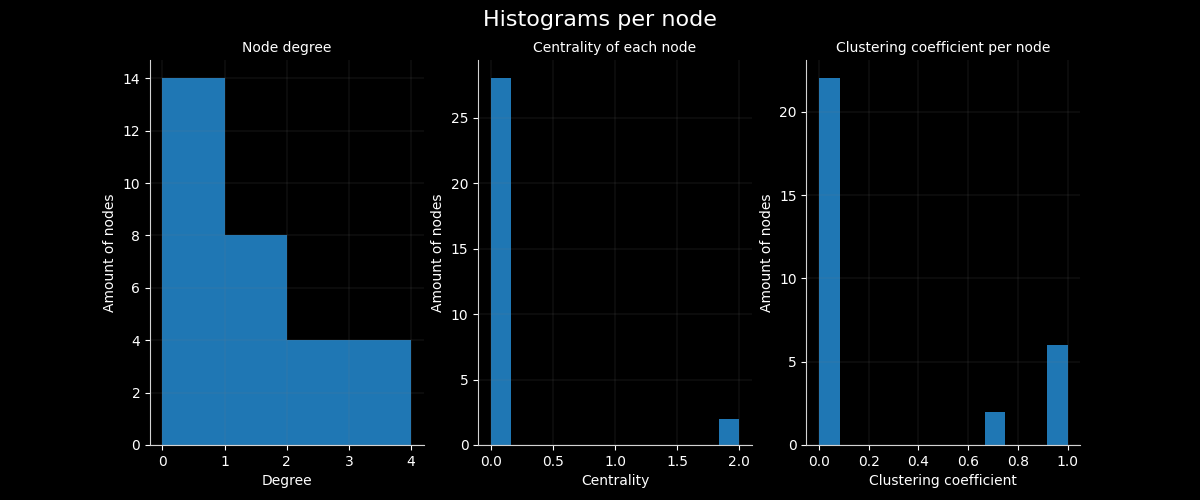 Histograms per node
Node degree
Amount of nodes
14
12
10
8
6
4
2
0
0 1 2 3 4
Degree
Centrality of each node
Amount of nodes
25
20
15
10
5
0
0.0 0.5 1.0 1.5 2.0
Centrality
Clustering coefficient per node
Amount of nodes
20
15
10
5
0
0.0 0.2 0.4 0.6 0.8 1.0
Clustering coefficient